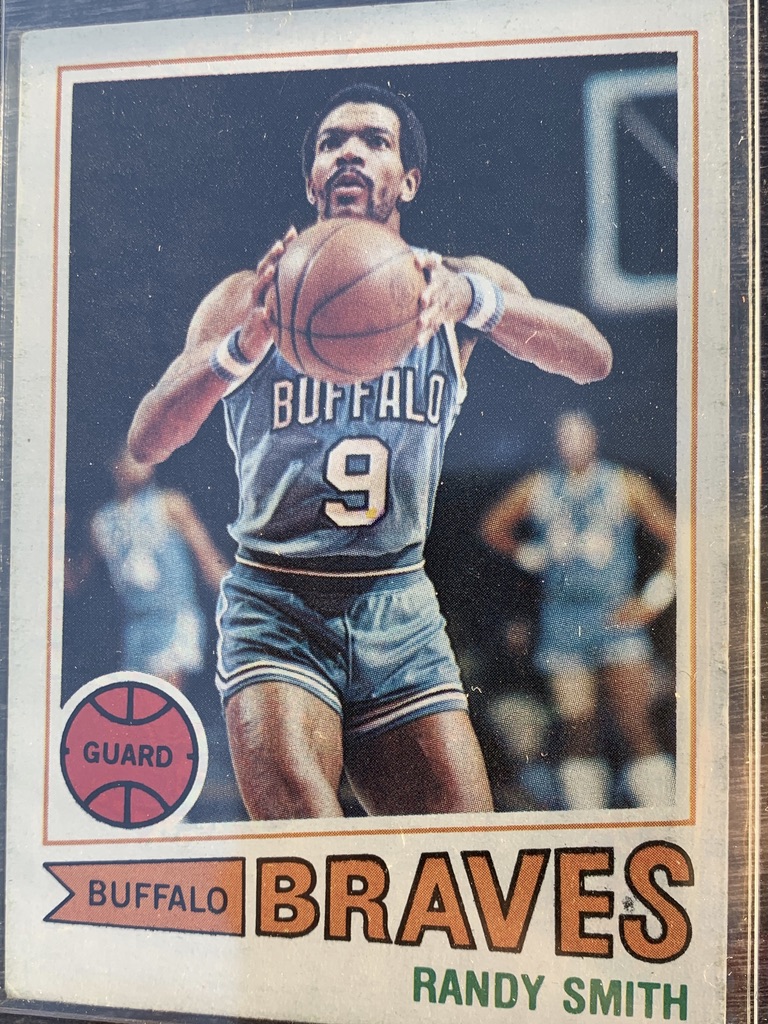 BUFFALO
9
GUARD
BUFFALO BRAVES
RANDY SMITH